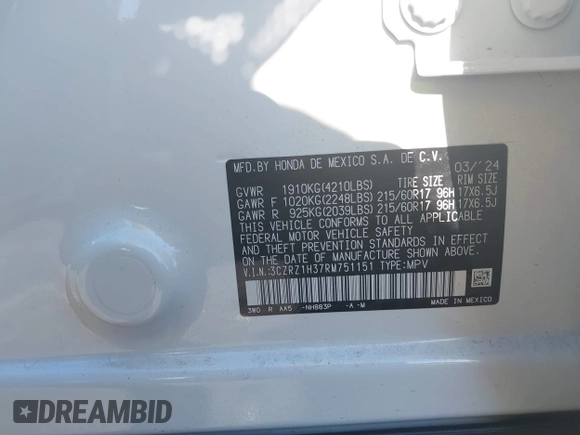 MFD.BY HONDA DE MEXICO S.A. DE C.V.
03/'24
GVWR 1910KG(4210LBS) TIRE SIZE RIM SIZE
GAWR F 1020KG(2248LBS) 215/60R17 96H 17X6.5J
GAWR R 925KG(2039LBS) 215/60R17 96H 17X6.5J
THIS VEHICLE CONFORMS TO ALL APPLICABLE
FEDERAL MOTOR VEHICLE SAFETY, BUMPER,
AND THEFT PREVENTION STANDARDS IN EFFECT
ON THE DATE OF MANUFACTURE SHOWN ABOVE.
V.I.N.:3CZRZ1H37RM751151 TYPE:MPV
3W0 R AA5 -NH883P -A -M MADE IN MEXICO
DREAMBID